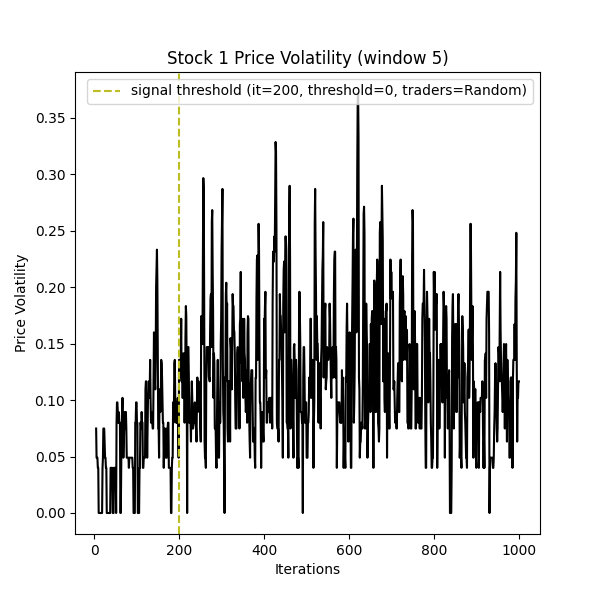 Stock 1 Price Volatility (window 5)
signal threshold (it=200, threshold=0, traders=Random)
0.35
0.30
0.25
0.20
0.15
0.10
0.05
0.00
Price Volatility
0 200 400 600 800 1000
Iterations